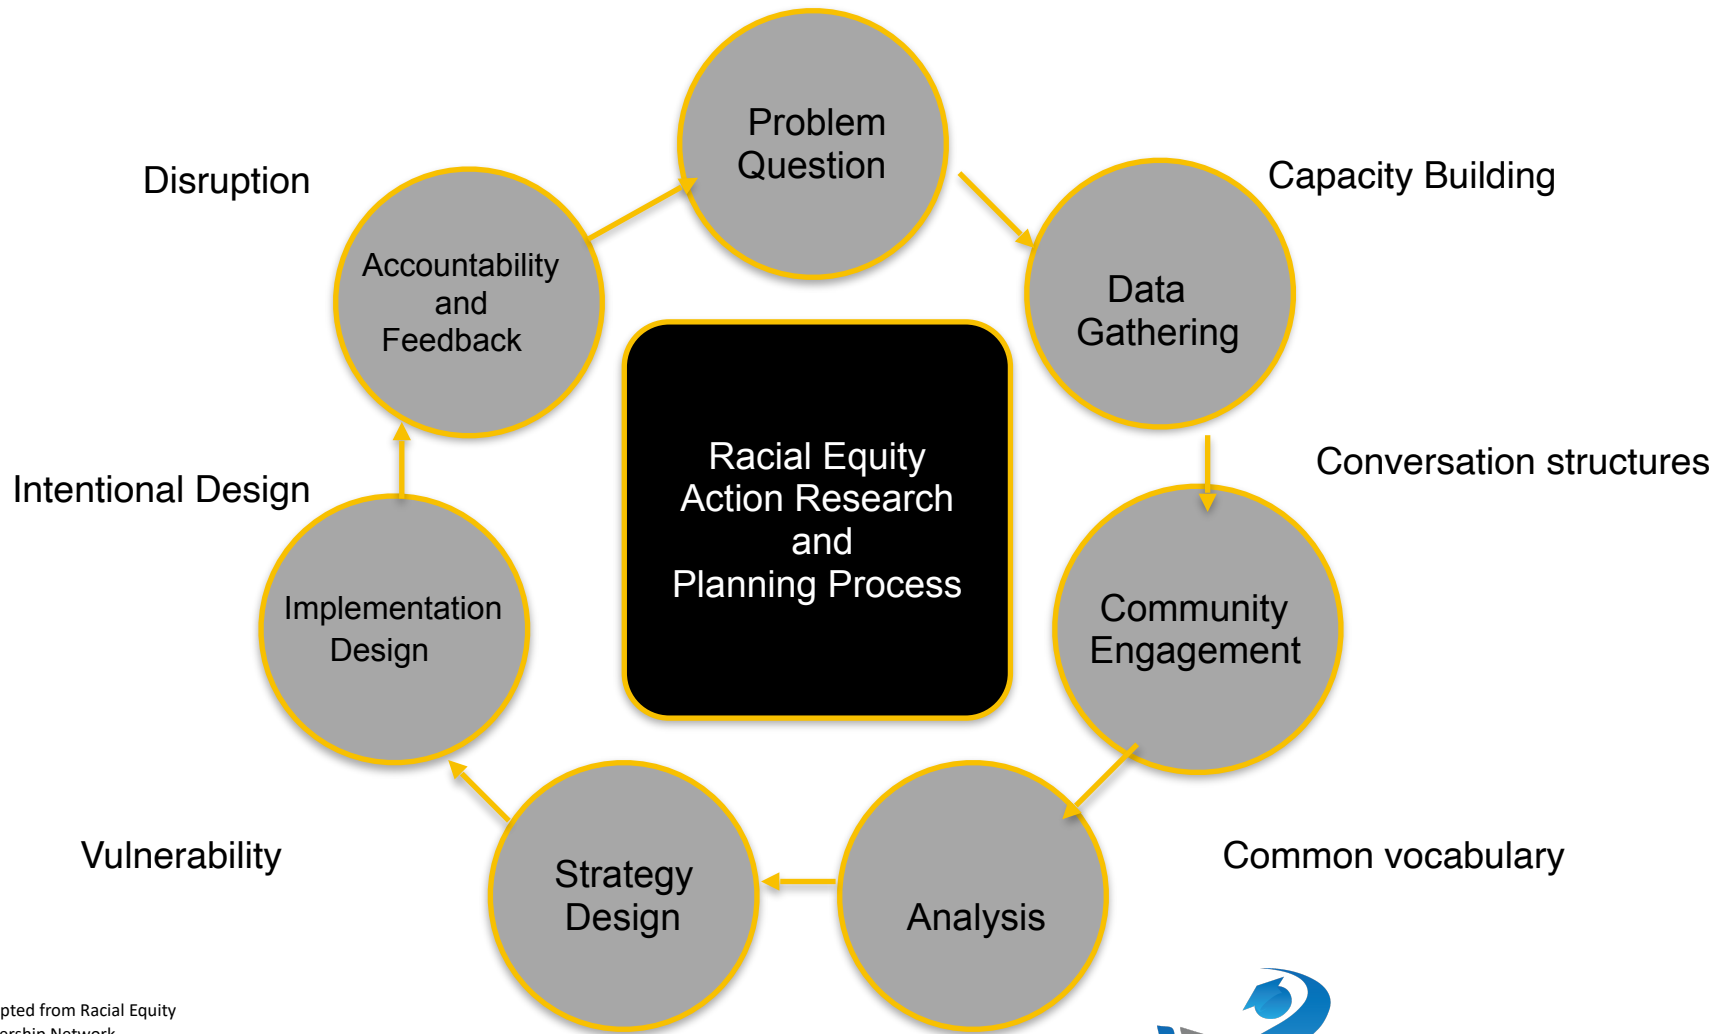 Problem
Question
Disruption
Capacity Building
Accountability
and
Feedback
Data
Gathering
Racial Equity
Action Research
and
Planning Process
Intentional Design
Conversation structures
Implementation
Design
Community
Engagement
Vulnerability
Common vocabulary
Strategy
Design
Analysis
from Racial Equity
Network